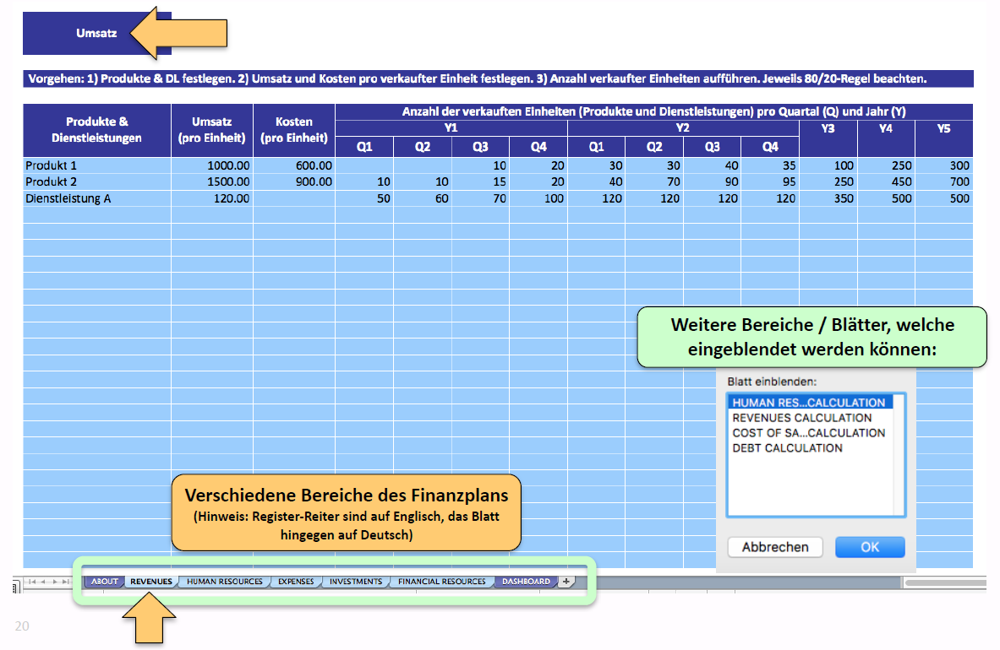 Umsatz
Vorgehen: 1) Produkte & DL festlegen. 2) Umsatz und Kosten pro verkaufter Einheit festlegen. 3) Anzahl verkaufter Einheiten aufführen. Jeweils 80/20-Regel beachten.
Produkte & Dienstleistungen Umsatz (pro Einheit) Kosten (pro Einheit) Anzahl der verkauften Einheiten (Produkte und Dienstleistungen) pro Quartal (Q) und Jahr (Y)
Y1 Y2 Y3 Y4 Y5
Q1 Q2 Q3 Q4 Q1 Q2 Q3 Q4
Produkt 1 1000.00 600.00 10 20 30 30 40 35 100 250 300
Produkt 2 1500.00 900.00 10 10 15 20 40 70 90 95 250 450 700
Dienstleistung A 120.00 50 60 70 100 120 120 120 120 350 500 500
Weitere Bereiche / Blätter, welche
eingeblendet werden können:
Blatt einblenden:
HUMAN RES...CALCULATION
REVENUES CALCULATION
COST OF SA...CALCULATION
DEBT CALCULATION
Abbrechen OK
Verschiedene Bereiche des Finanzplans
(Hinweis: Register-Reiter sind auf Englisch, das Blatt
hingegen auf Deutsch)
ABOUT REVENUES HUMAN RESOURCES EXPENSES INVESTMENTS FINANCIAL RESOURCES DASHBOARD +
20